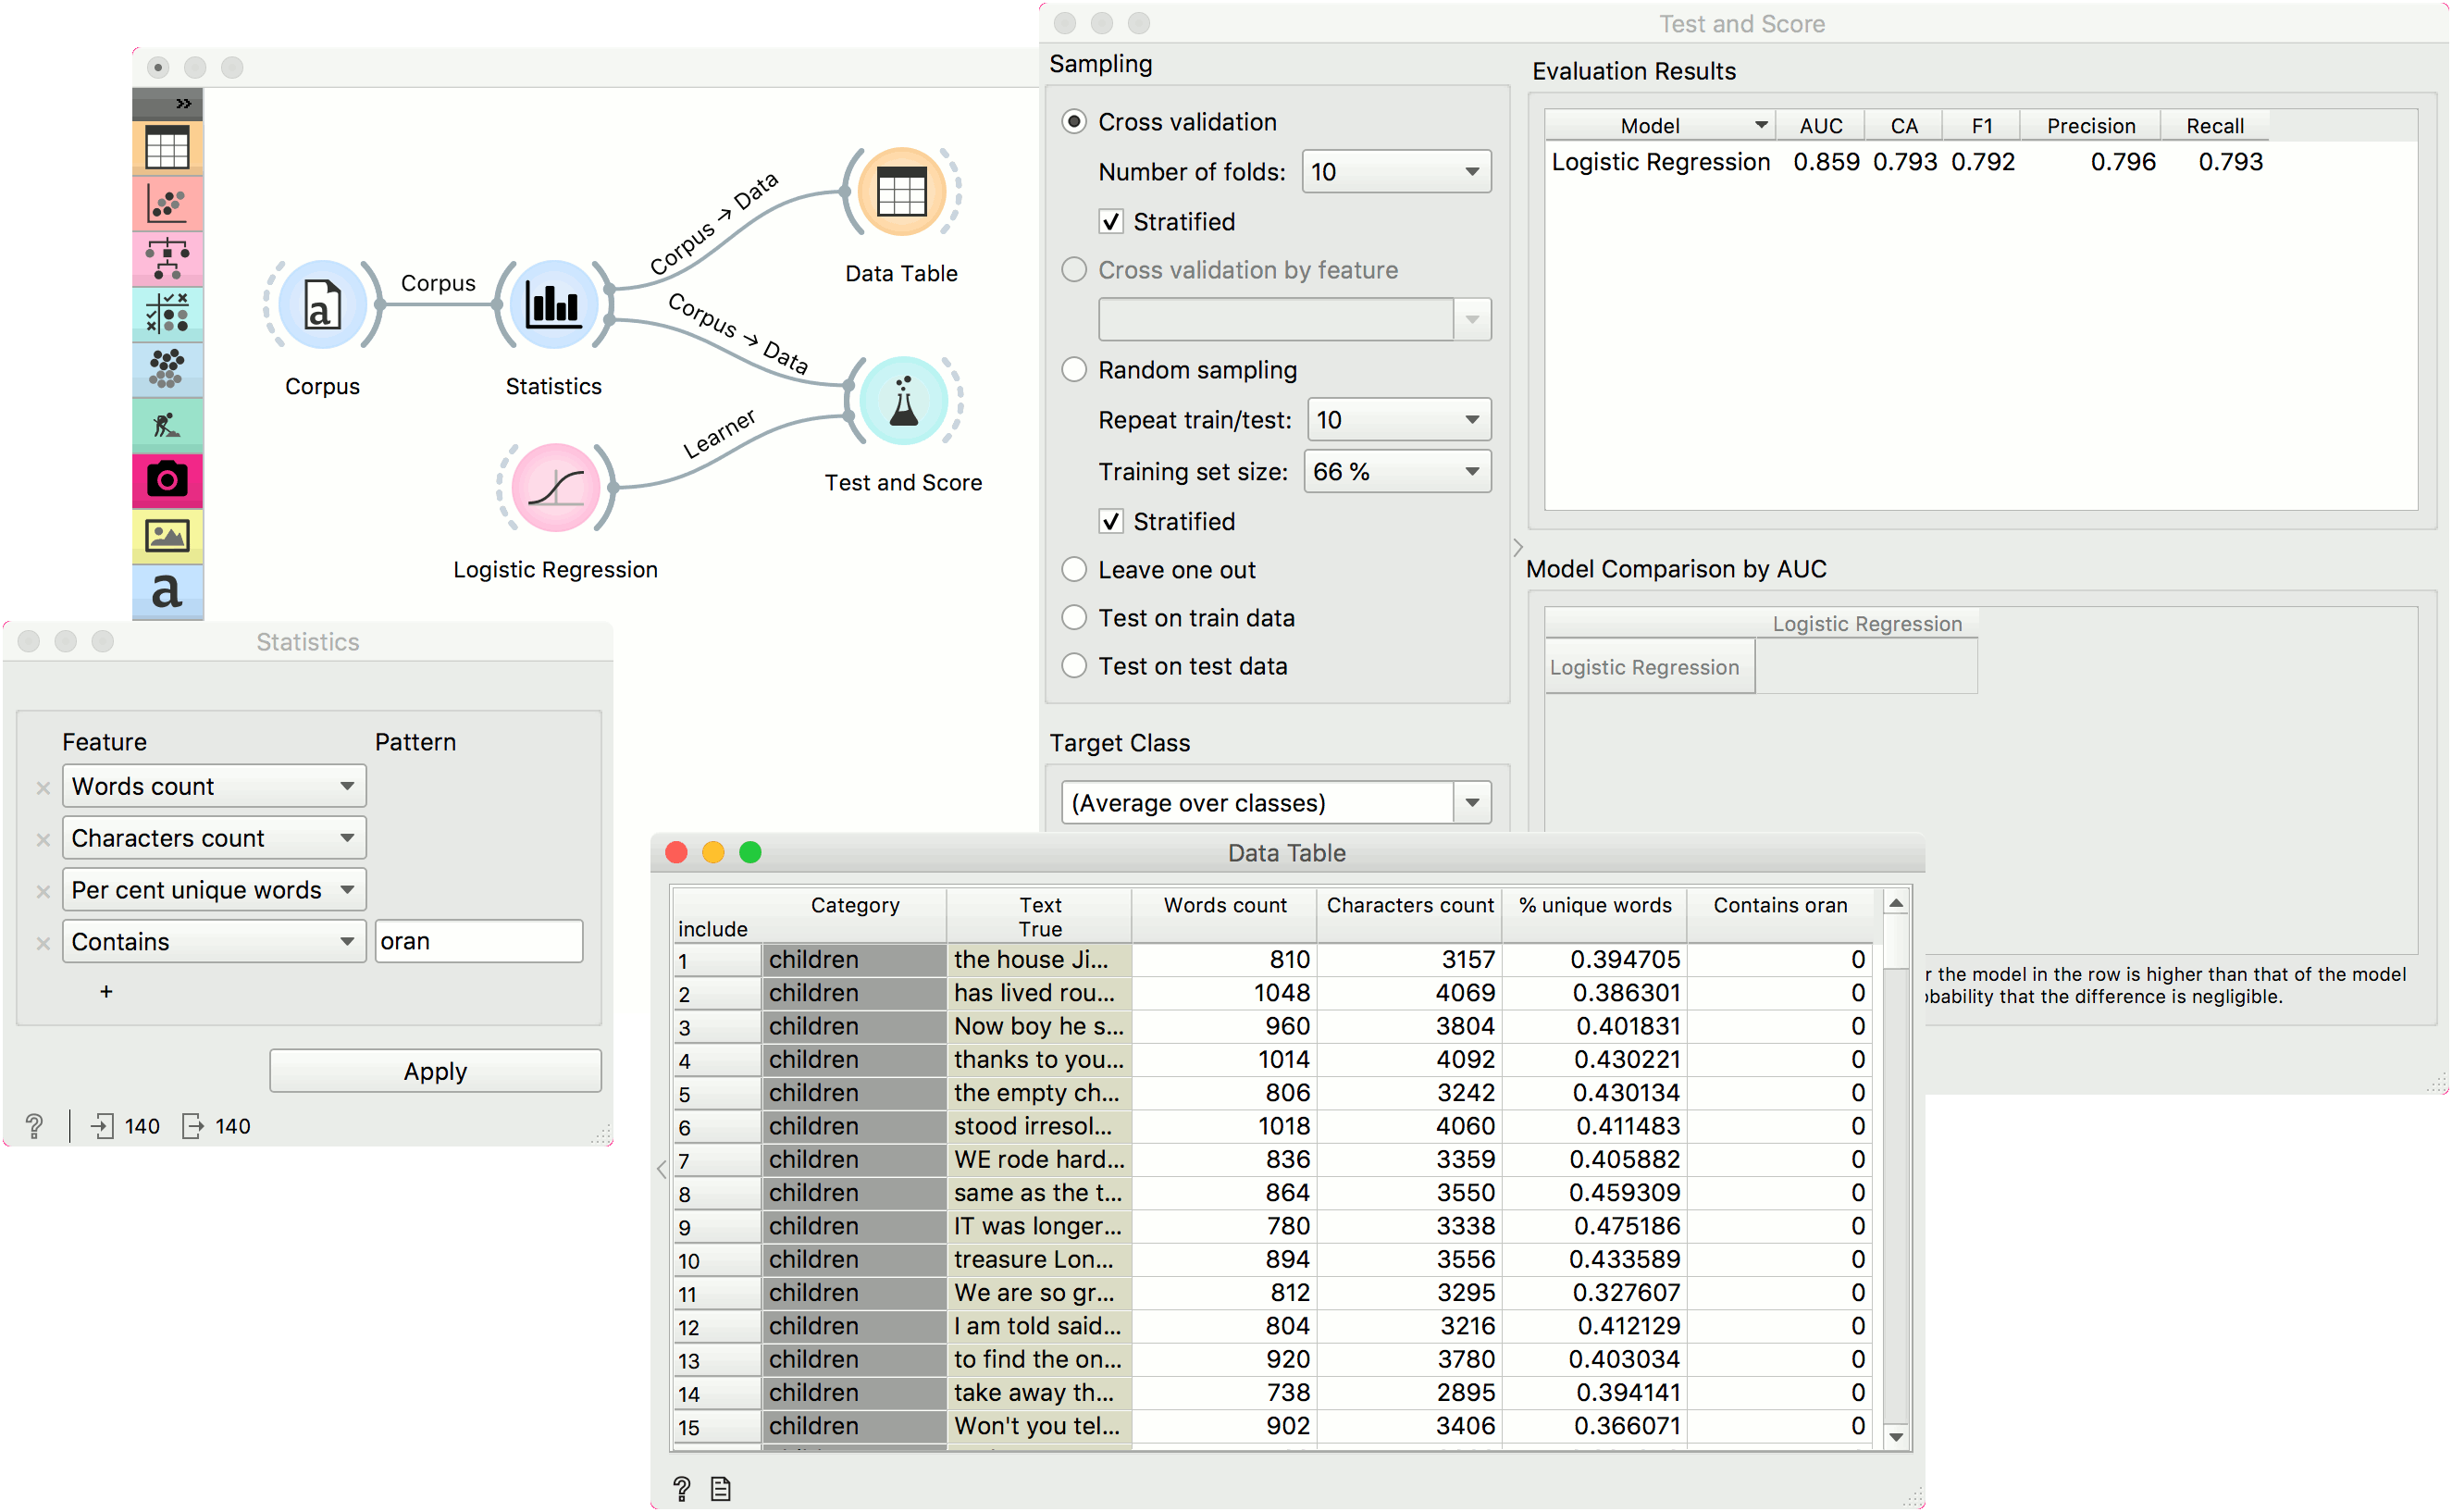 Corpus
Corpus
Statistics
Corpus → Data
Data Table
Corpus → Data
Test and Score
Learner
Logistic Regression
a
a
Test and Score
Sampling
Cross validation
Number of folds: 10
Stratified
Cross validation by feature
Random sampling
Repeat train/test: 10
Training set size: 66 %
Stratified
Leave one out
Test on train data
Test on test data
Target Class
(Average over classes)
Evaluation Results
Model AUC CA F1 Precision Recall
Logistic Regression 0.859 0.793 0.792 0.796 0.793
Model Comparison by AUC
Logistic Regression
Logistic Regression
r the model in the row is higher than that of the model
bability that the difference is negligible.
Statistics
Feature Pattern
× Words count
× Characters count
× Per cent unique words
× Contains oran
+
Apply
? 140 140
Data Table
Category Text Words count Characters count % unique words Contains oran
include True
1 children the house Ji... 810 3157 0.394705 0
2 children has lived rou... 1048 4069 0.386301 0
3 children Now boy he s... 960 3804 0.401831 0
4 children thanks to you... 1014 4092 0.430221 0
5 children the empty ch... 806 3242 0.430134 0
6 children stood irresol... 1018 4060 0.411483 0
7 children WE rode hard... 836 3359 0.405882 0
8 children same as the t... 864 3550 0.459309 0
9 children IT was longer... 780 3338 0.475186 0
10 children treasure Lon... 894 3556 0.433589 0
11 children We are so gr... 812 3295 0.327607 0
12 children I am told said... 804 3216 0.412129 0
13 children to find the on... 920 3780 0.403034 0
14 children take away th... 738 2895 0.394141 0
15 children Won't you tel... 902 3406 0.366071 0
?